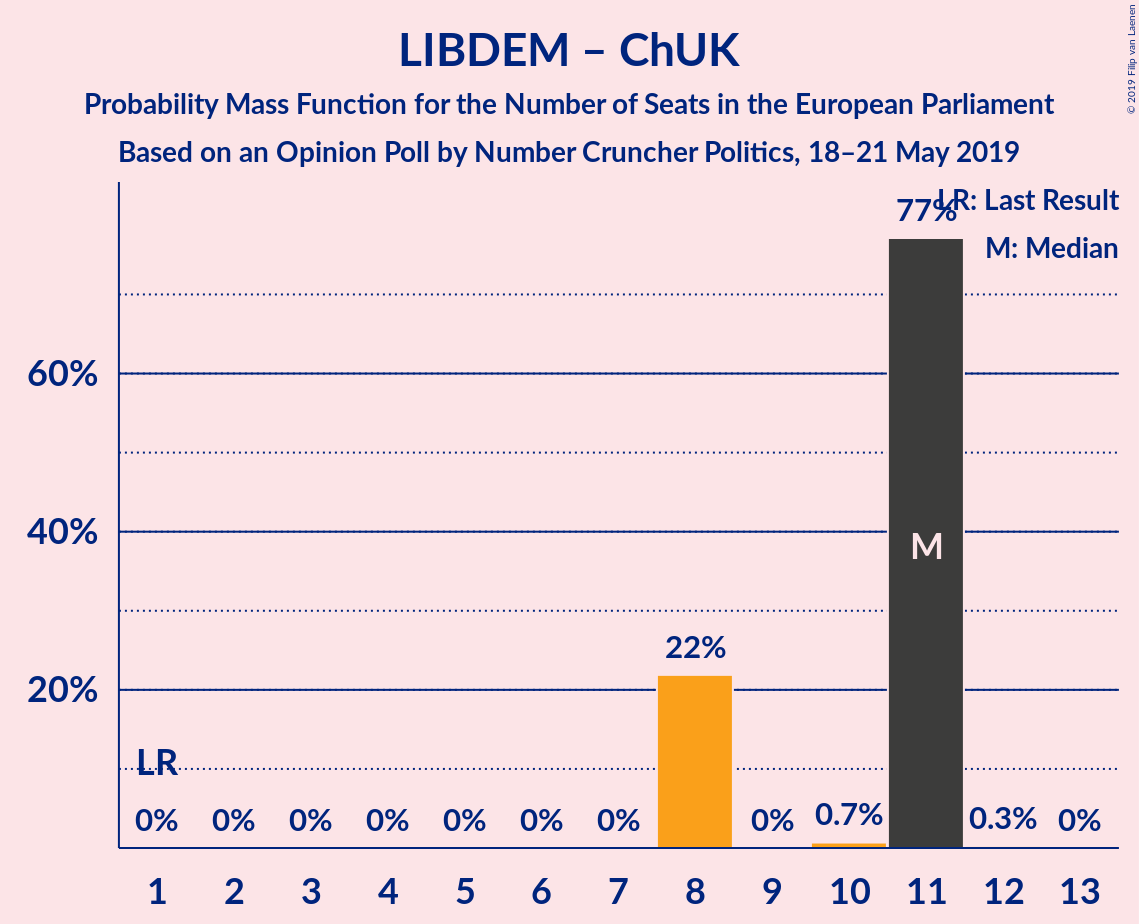 LIBDEM – ChUK
Probability Mass Function for the Number of Seats in the European Parliament
Based on an Opinion Poll by Number Cruncher Politics, 18–21 May 2019
© 2019 Filip van Laenen
LR: Last Result
M: Median
77%
60%
40%
M
22%
20%
LR
0% 0% 0% 0% 0% 0% 0% 0% 0.7% 0.3% 0%
1 2 3 4 5 6 7 8 9 10 11 12 13